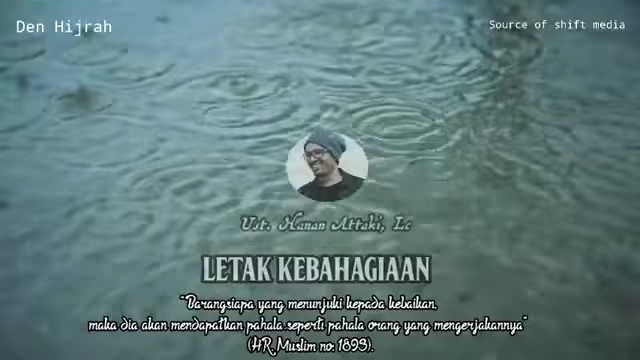 Den Hijrah
Source of shift media
Ust. Hanan Attaki, Lc
LETAK KEBAHAGIAAN
"Barangsiapa yang menunjuki kepada kebaikan,
maka dia akan mendapatkan pahala seperti pahala orang yang mengerjakannya"
(HR. Muslim no. 1893).